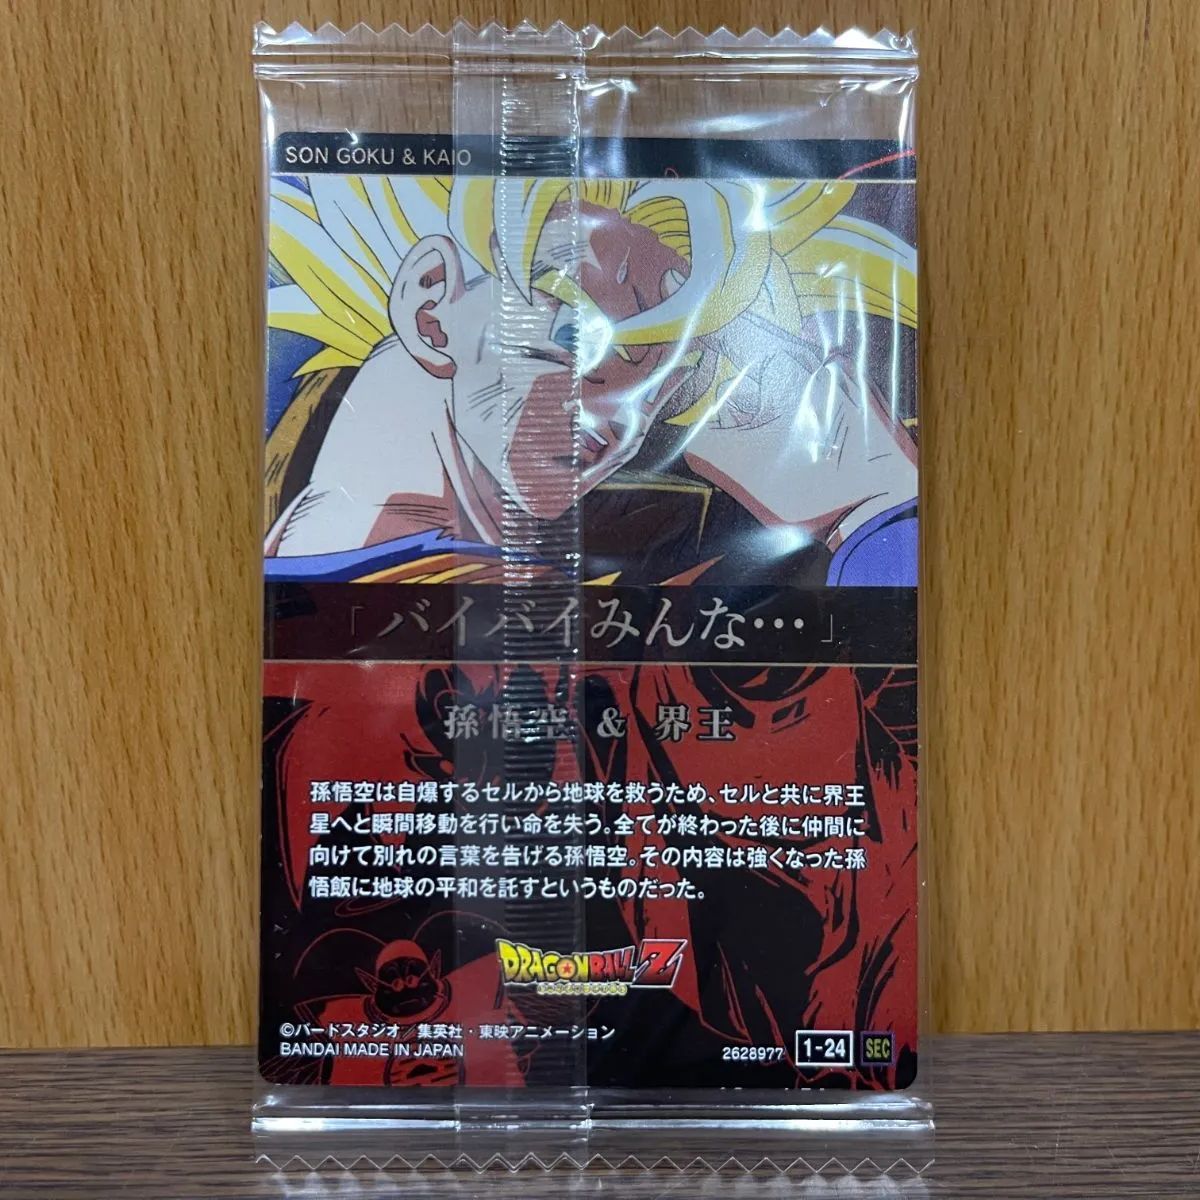 SON GOKU & KAIO
「バイバイみんな…」
孫悟空 & 界王
孫悟空は自爆するセルから地球を救うため、セルと共に界王
星へと瞬間移動を行い命を失う。全てが終わった後に仲間に
向けて別れの言葉を告げる孫悟空。その内容は強くなった孫
悟飯に地球の平和を託すというものだった。
DRAGONBALL Z
©バードスタジオ／集英社・東映アニメーション
BANDAI MADE IN JAPAN
2628977 1-24 SEC